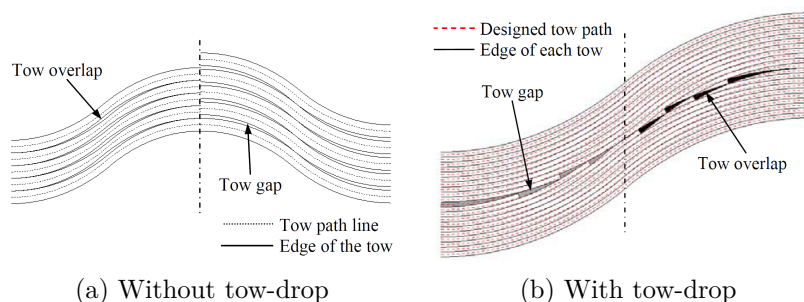 Tow overlap
Tow gap
Tow path line
Edge of the tow
(a) Without tow-drop
Designed tow path
Edge of each tow
Tow gap
Tow overlap
(b) With tow-drop